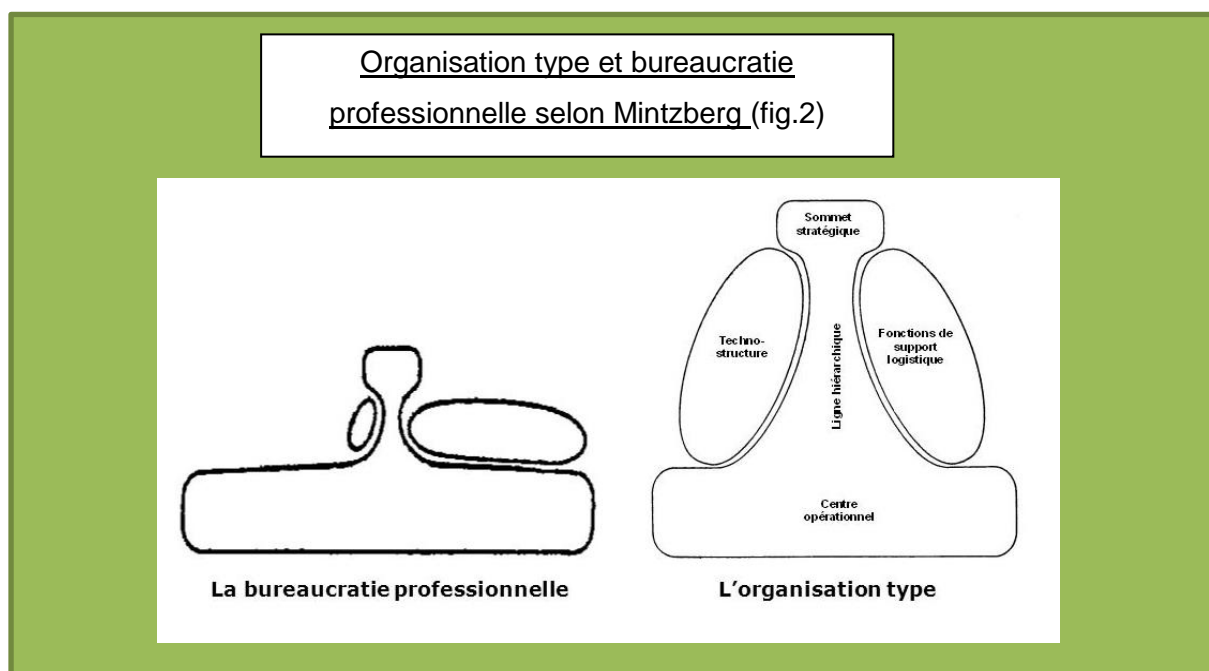 Organisation type et bureaucratie
professionnelle selon Mintzberg (fig.2)
Sommet
stratégique
Techno-
structure
Ligne hiérarchique
Fonctions de
support
logistique
Centre
opérationnel
La bureaucratie professionnelle
L'organisation type